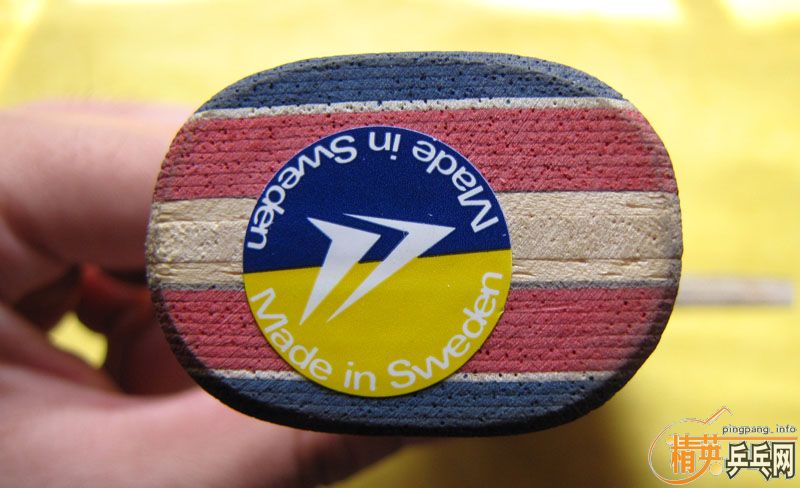 Made in Sweden
Made in Sweden
pingpang_info
精英乒乓网